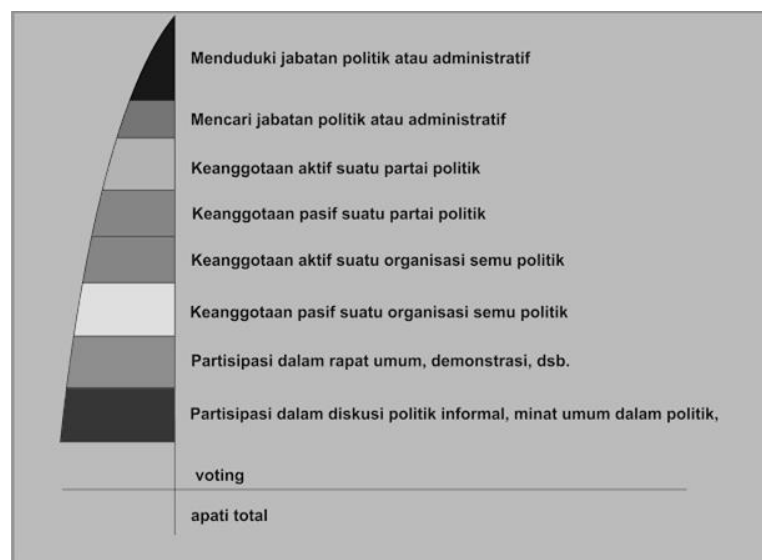 Menduduki jabatan politik atau administratif
Mencari jabatan politik atau administratif
Keanggotaan aktif suatu partai politik
Keanggotaan pasif suatu partai politik
Keanggotaan aktif suatu organisasi semu politik
Keanggotaan pasif suatu organisasi semu politik
Partisipasi dalam rapat umum, demonstrasi, dsb.
Partisipasi dalam diskusi politik informal, minat umum dalam politik,
voting
apati total